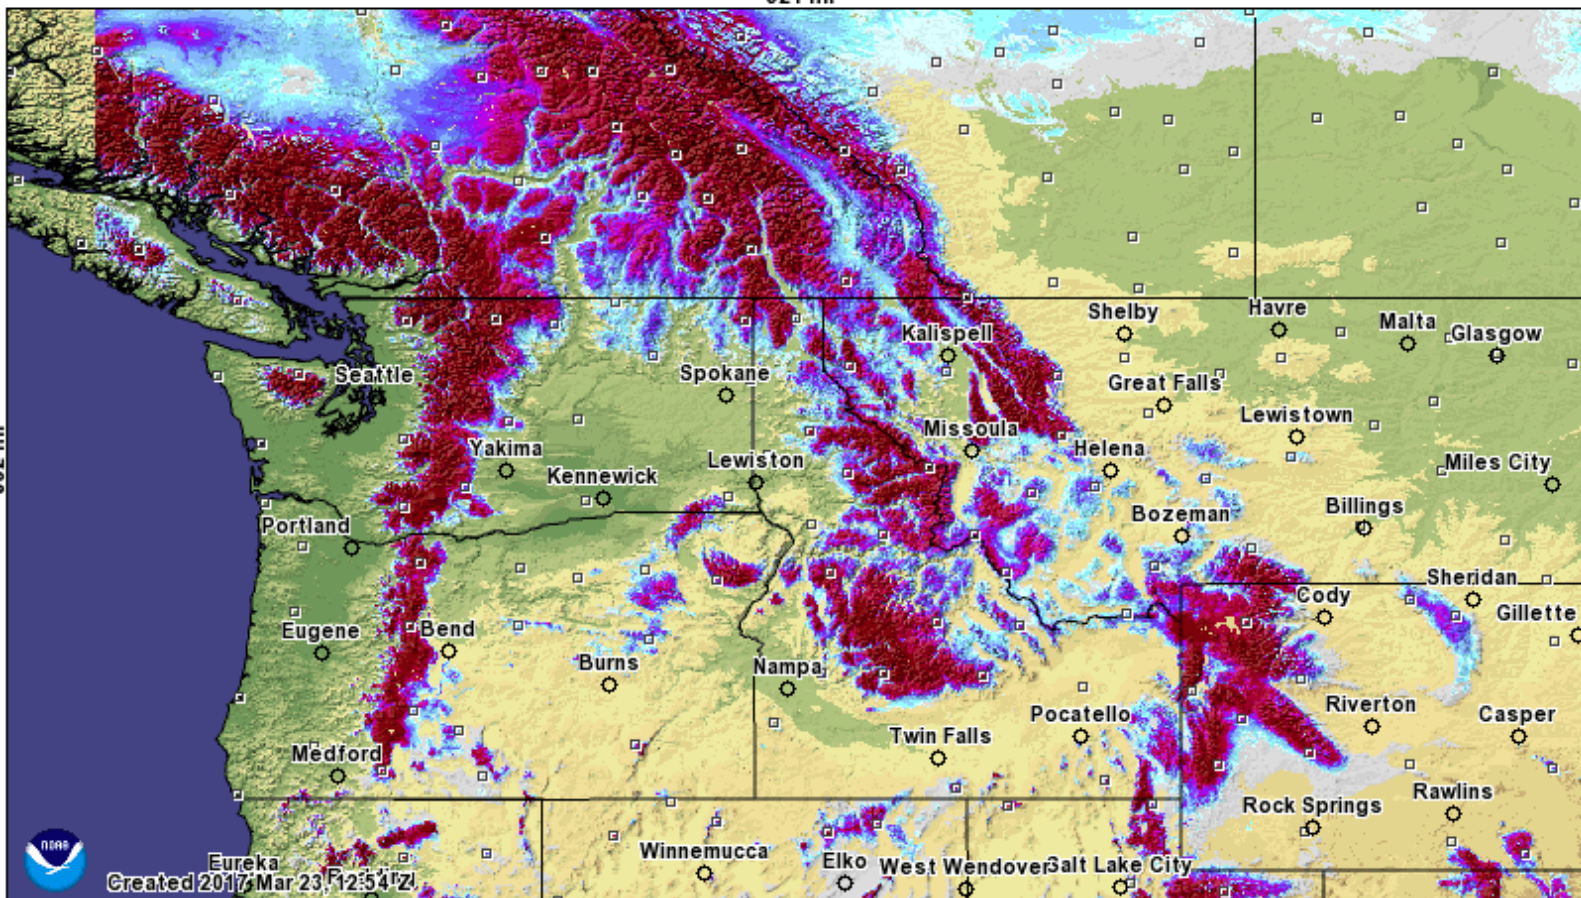 Shelby
Havre
Malta
Glasgow
Kalispell
Seattle
Spokane
Great Falls
Lewistown
Yakima
Missoula
Helena
Kennewick
Lewiston
Miles City
Portland
Bozeman
Billings
Sheridan
Cody
Gillette
Eugene
Bend
Burns
Nampa
Riverton
Pocatello
Casper
Twin Falls
Medford
Rock Springs
Rawlins
NOAA
Winnemucca
Elko
West Wendover
Salt Lake City
Eureka
Created 2017 Mar 23, 12:54 Z